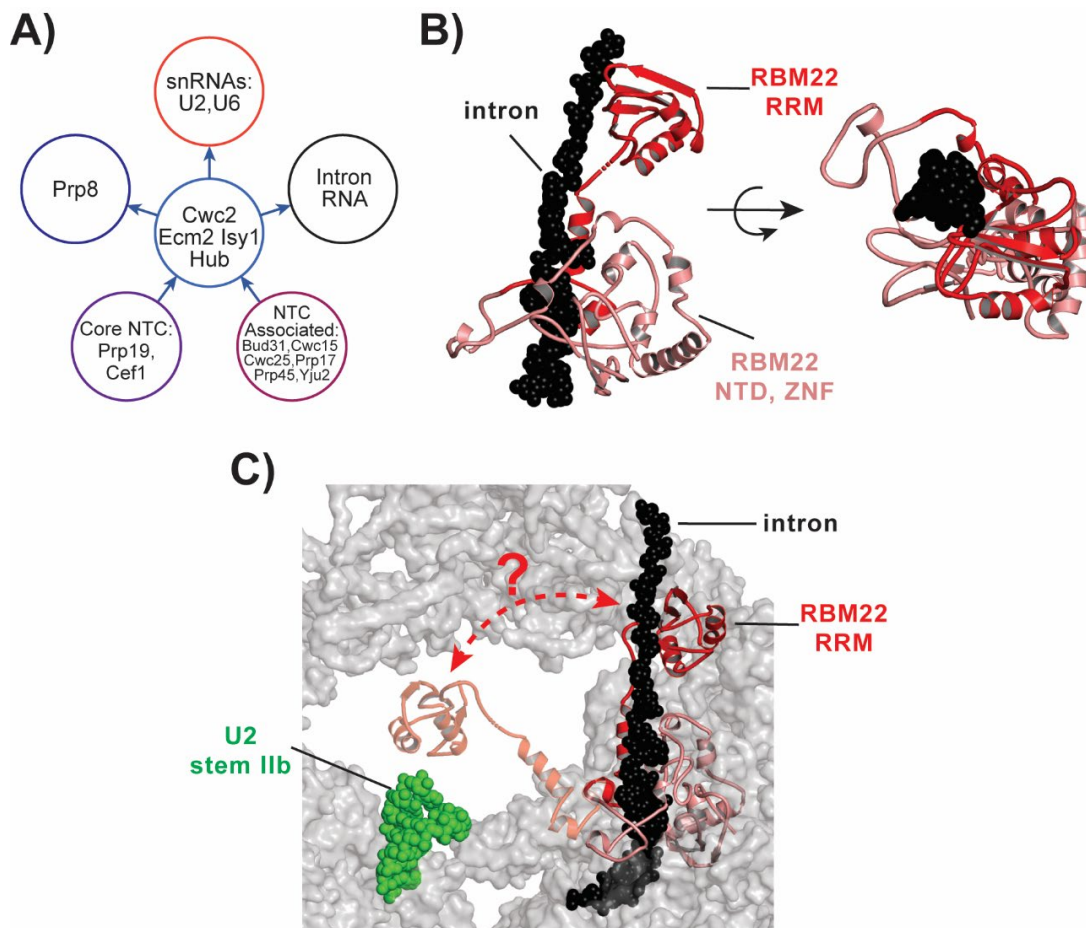 A)
snRNAs:
U2,U6
Prp8
Intron
RNA
Cwc2
Ecm2 Isy1
Hub
Core NTC:
Prp19,
Cef1
NTC
Associated:
Bud31,Cwc15
Cwc25,Prp17
Prp45,Yju2
B)
intron
RBM22
RRM
RBM22
NTD, ZNF
C)
?
intron
RBM22
RRM
U2
stem IIb